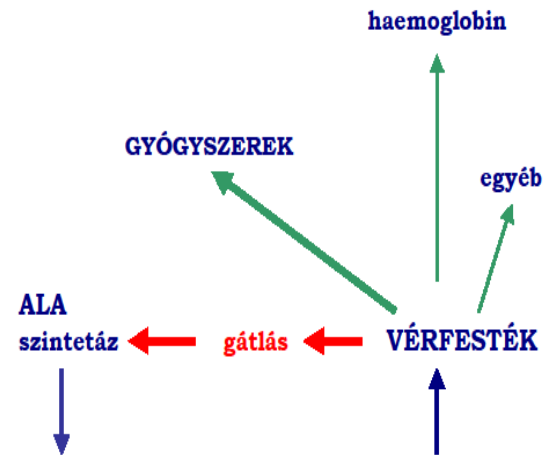 haemoglobin
GYÓGYSZEREK
egyéb
ALA
szintetáz
gátlás
VÉRFESTÉK